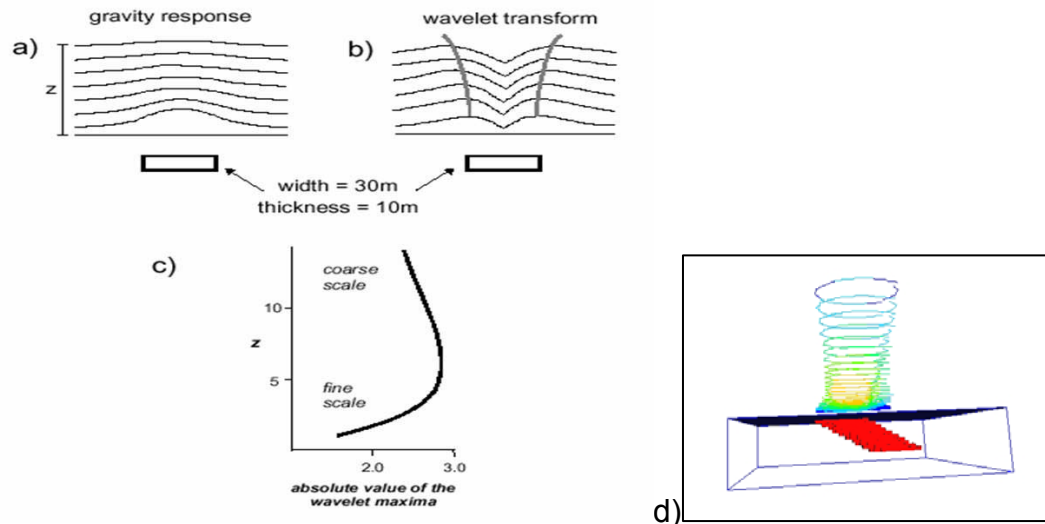 gravity response
wavelet transform
a)
b)
z
width = 30m
thickness = 10m
c)
coarse
scale
10
z
5
fine
scale
2.0
3.0
absolute value of the
wavelet maxima
d)